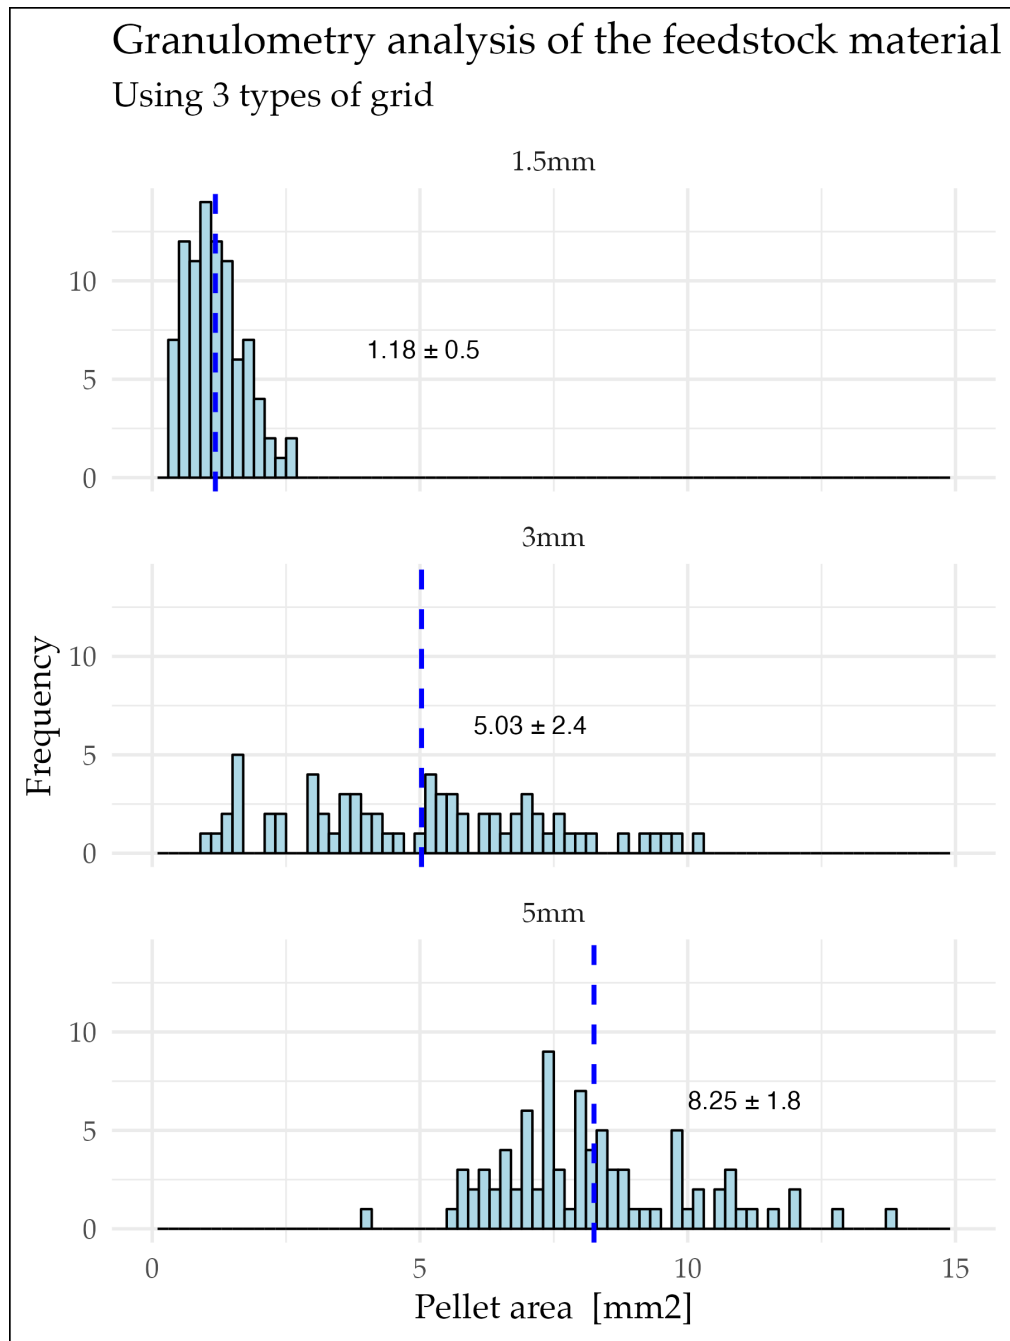 Granulometry analysis of the feedstock material
Using 3 types of grid
1.5mm
10
5
0
1.18 ± 0.5
3mm
10
5
0
5.03 ± 2.4
Frequency
5mm
10
5
0
8.25 ± 1.8
0 5 10 15
Pellet area [mm2]